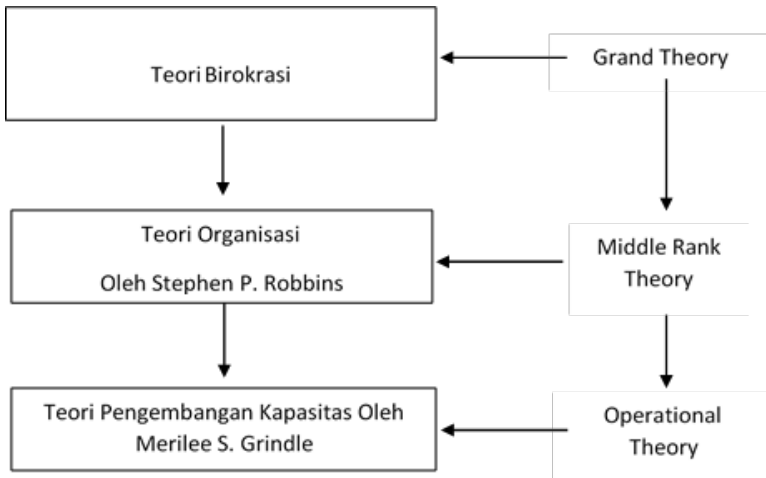 Teori Birokrasi
Grand Theory
Teori Organisasi
Oleh Stephen P. Robbins
Middle Rank
Theory
Teori Pengembangan Kapasitas Oleh
Merilee S. Grindle
Operational
Theory